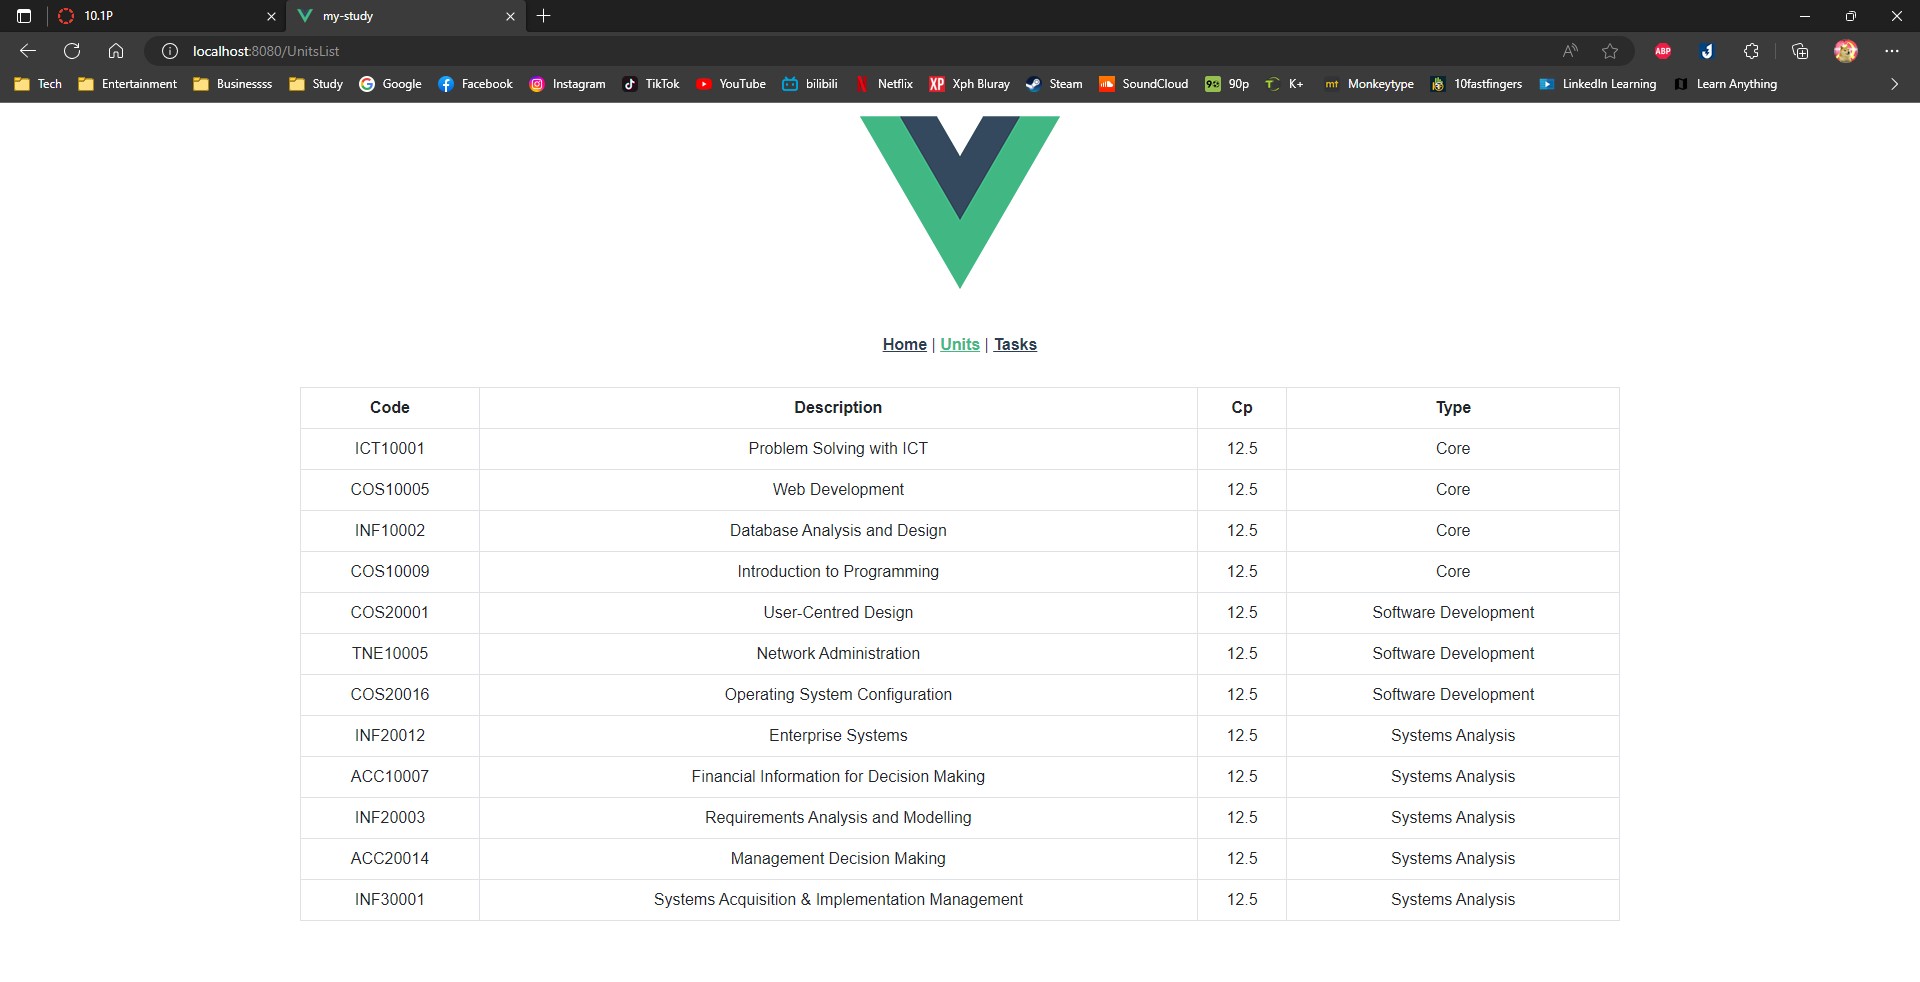 10.1P my-study
localhost:8080/UnitsList
Tech Entertainment Businessss Study Google Facebook Instagram TikTok YouTube bilibili Netflix XP Xph Bluray Steam SoundCloud 90p K+ mt Monkeytype 10fastfingers LinkedIn Learning Learn Anything
Home | Units | Tasks
Code Description Cp Type
ICT10001 Problem Solving with ICT 12.5 Core
COS10005 Web Development 12.5 Core
INF10002 Database Analysis and Design 12.5 Core
COS10009 Introduction to Programming 12.5 Core
COS20001 User-Centred Design 12.5 Software Development
TNE10005 Network Administration 12.5 Software Development
COS20016 Operating System Configuration 12.5 Software Development
INF20012 Enterprise Systems 12.5 Systems Analysis
ACC10007 Financial Information for Decision Making 12.5 Systems Analysis
INF20003 Requirements Analysis and Modelling 12.5 Systems Analysis
ACC20014 Management Decision Making 12.5 Systems Analysis
INF30001 Systems Acquisition & Implementation Management 12.5 Systems Analysis